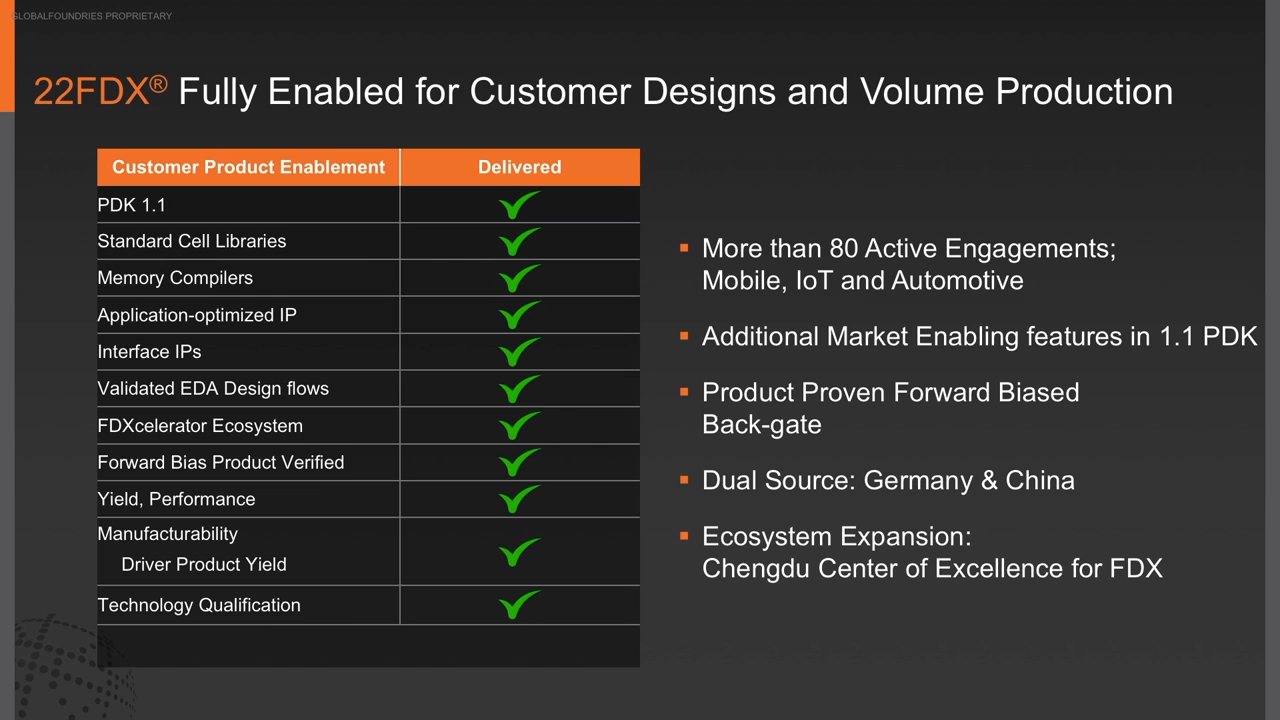 GLOBALFOUNDRIES PROPRIETARY
22FDX® Fully Enabled for Customer Designs and Volume Production
Customer Product Enablement Delivered
PDK 1.1
Standard Cell Libraries
Memory Compilers
Application-optimized IP
Interface IPs
Validated EDA Design flows
FDXcelerator Ecosystem
Forward Bias Product Verified
Yield, Performance
Manufacturability
Driver Product Yield
Technology Qualification
More than 80 Active Engagements;
Mobile, IoT and Automotive
Additional Market Enabling features in 1.1 PDK
Product Proven Forward Biased
Back-gate
Dual Source: Germany & China
Ecosystem Expansion:
Chengdu Center of Excellence for FDX